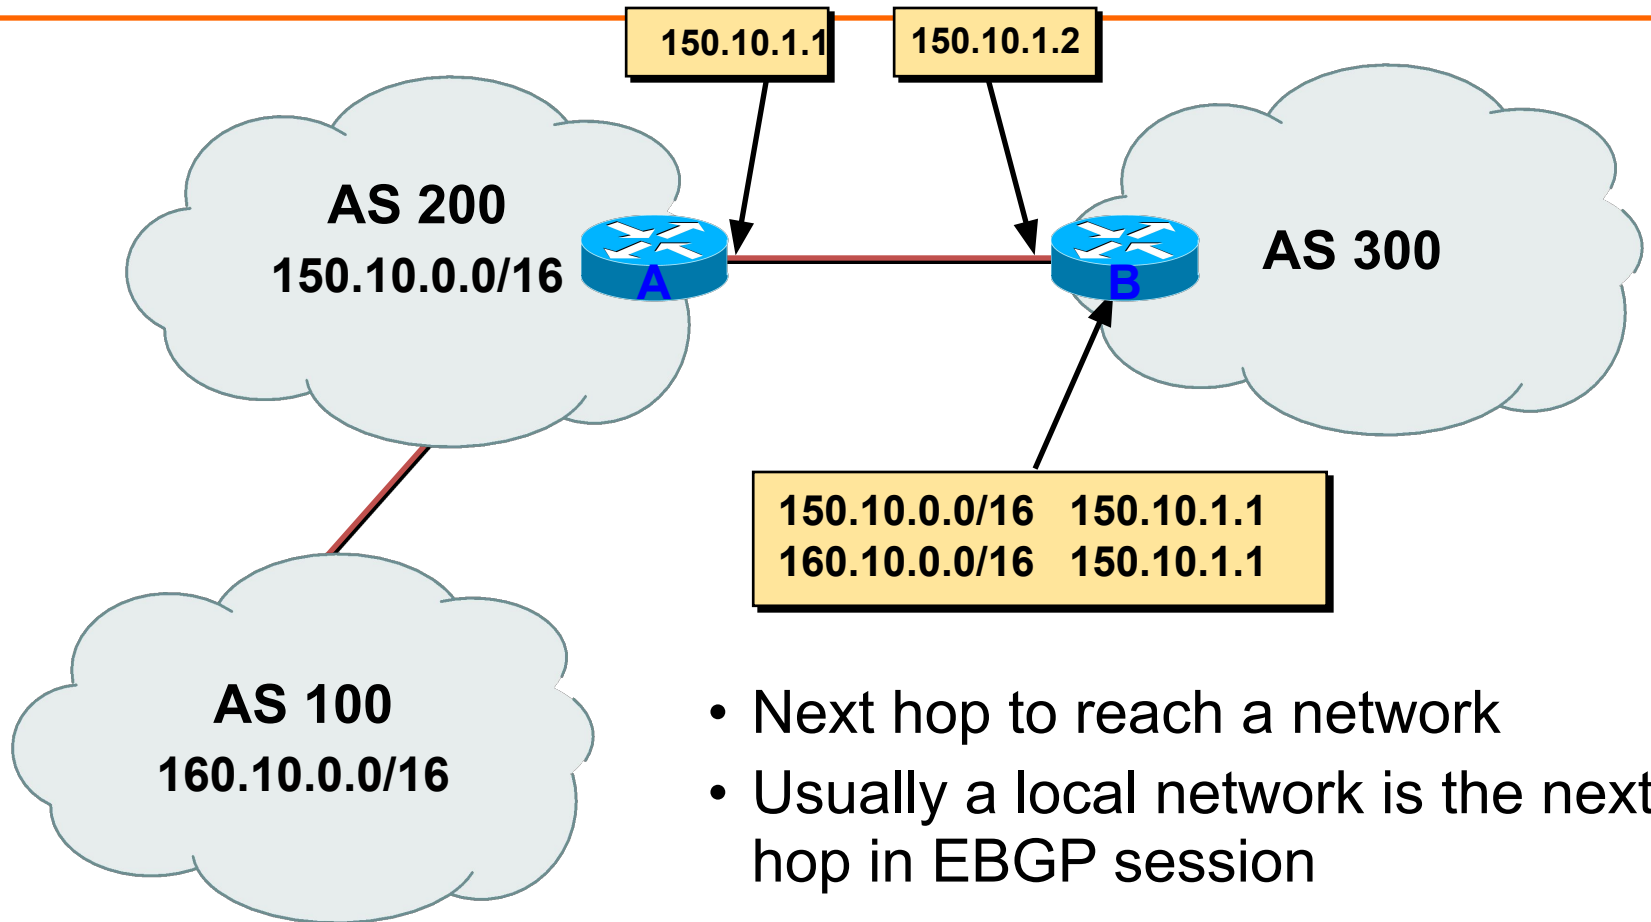 150.10.1.1
150.10.1.2
AS 200
150.10.0.0/16
A
B
AS 300
150.10.0.0/16 150.10.1.1
160.10.0.0/16 150.10.1.1
AS 100
160.10.0.0/16
• Next hop to reach a network
• Usually a local network is the next
hop in EBGP session